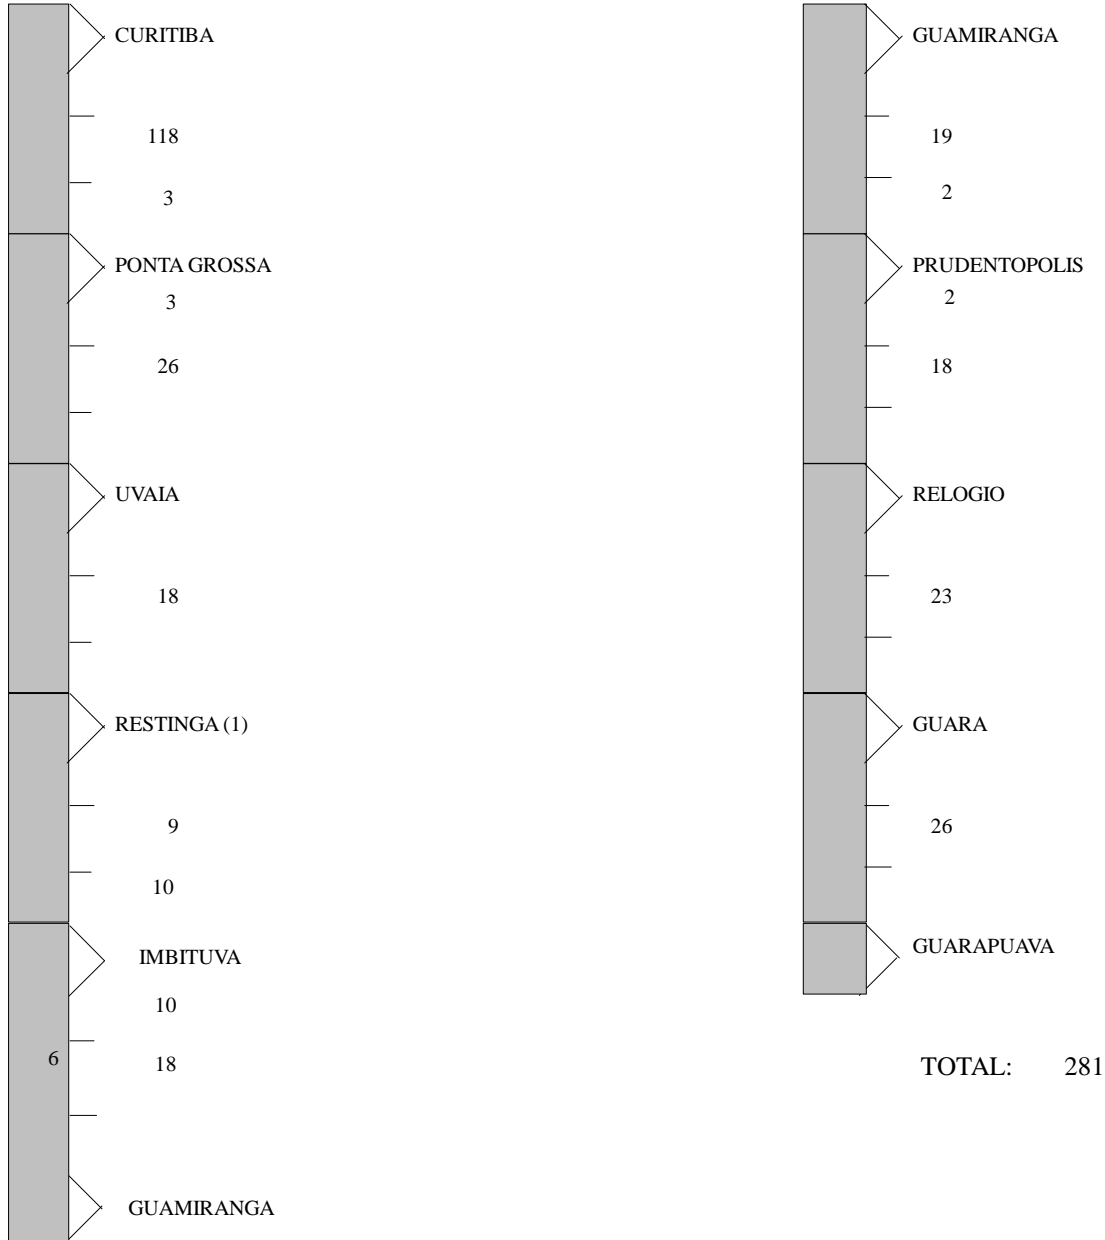 CURITIBA
118
3
PONTA GROSSA
3
26
UVAIA
18
RESTINGA (1)
9
10
IMBITUVA
10
6
18
GUAMIRANGA
GUAMIRANGA
19
2
PRUDENTOPOLIS
2
18
RELOGIO
23
GUARA
26
GUARAPUAVA
TOTAL: 281